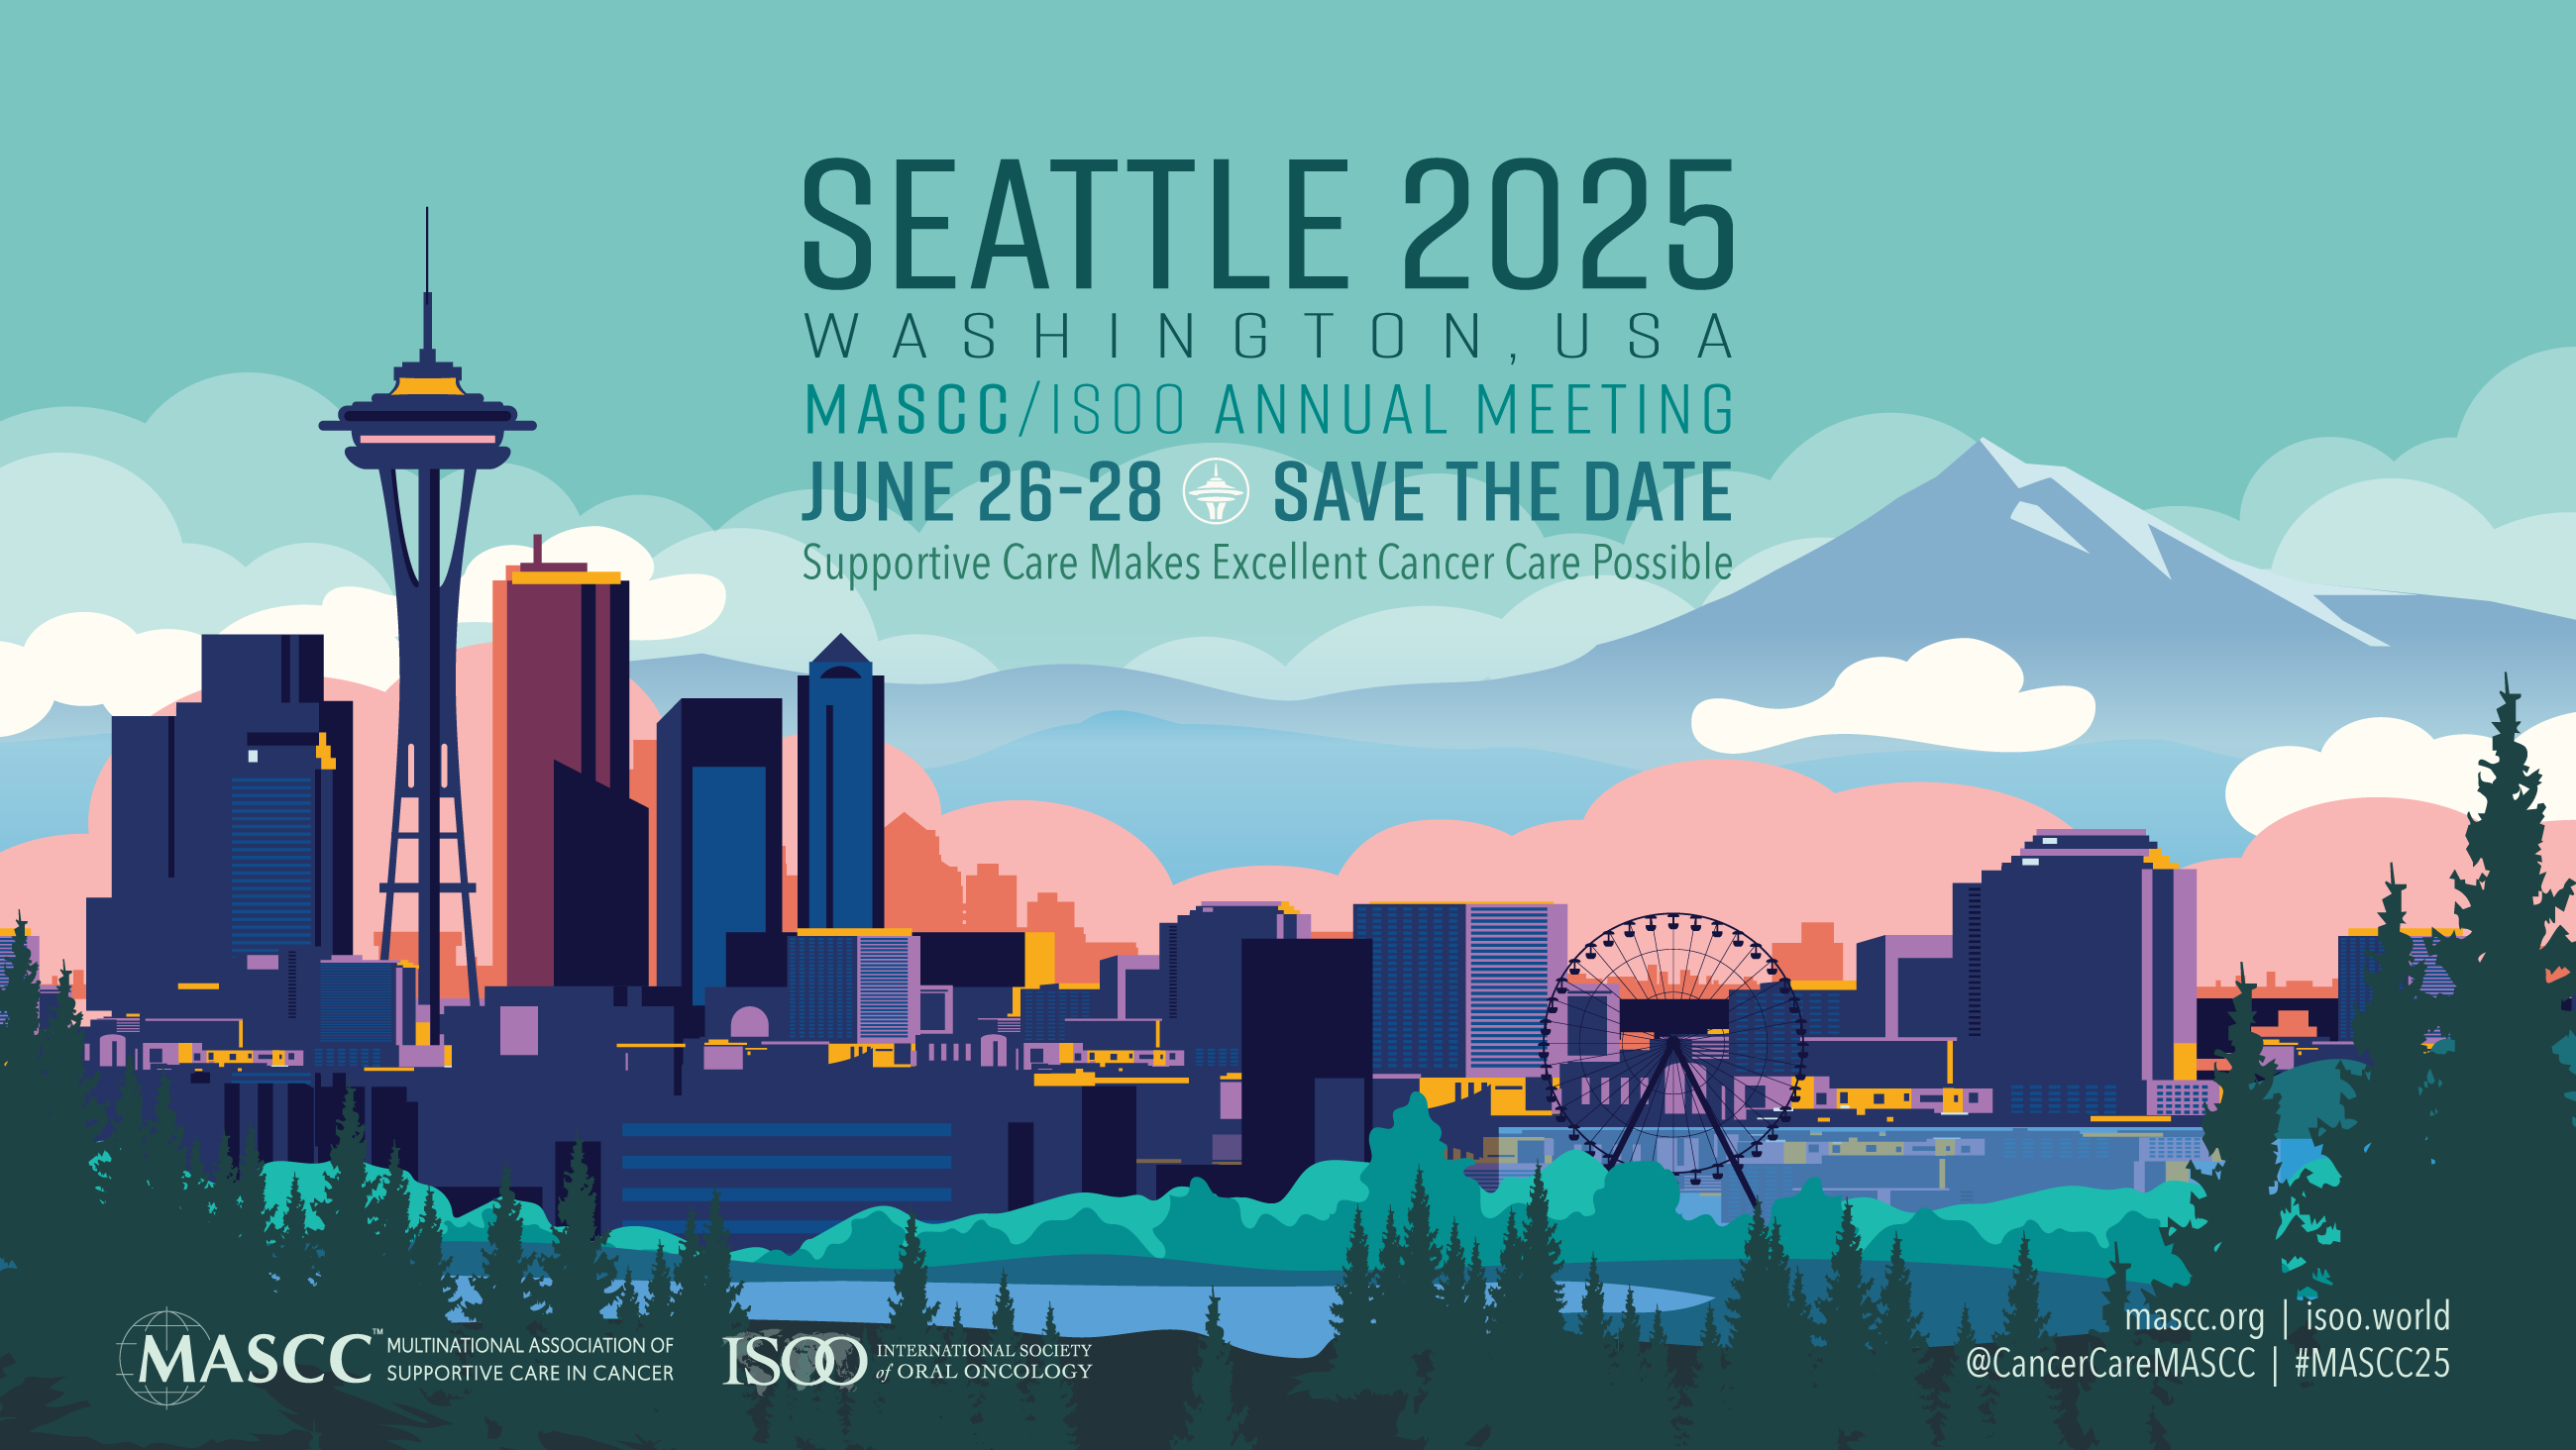 SEATTLE 2025
WASHINGTON, USA
MASCC/ISOO ANNUAL MEETING
JUNE 26-28 SAVE THE DATE
Supportive Care Makes Excellent Cancer Care Possible
MASCC™ MULTINATIONAL ASSOCIATION OF
SUPPORTIVE CARE IN CANCER
ISOO INTERNATIONAL SOCIETY
of ORAL ONCOLOGY
mascc.org | isoo.world
@CancerCareMASCC | #MASCC25